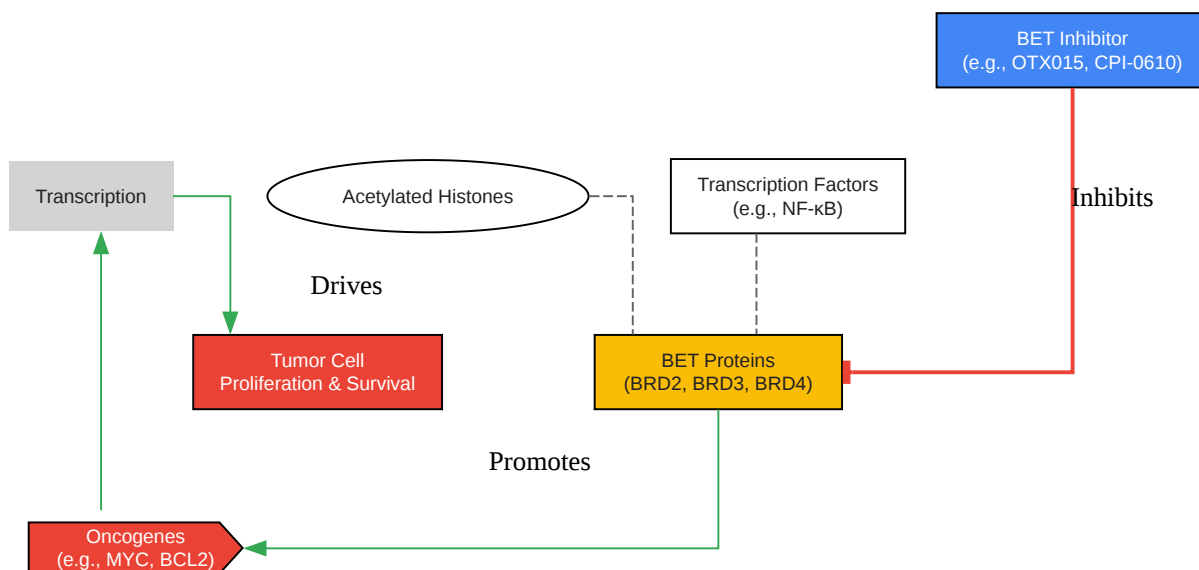 BET Inhibitor
(e.g., OTX015, CPI-0610)
Transcription
Acetylated Histones
Transcription Factors
(e.g., NF-κB)
Inhibits
Drives
Tumor Cell
Proliferation & Survival
BET Proteins
(BRD2, BRD3, BRD4)
Promotes
Oncogenes
(e.g., MYC, BCL2)